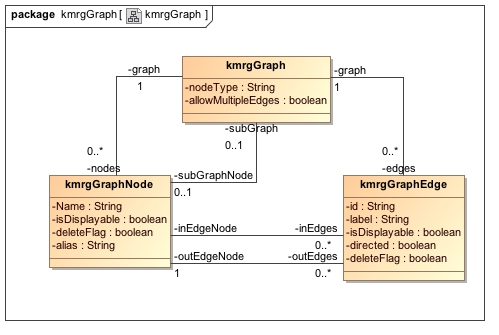 package kmrgGraph [ kmrgGraph ]
kmrgGraph
-nodeType : String
-allowMultipleEdges : boolean
-graph
1
-graph
1
-subGraph
0..1
0..*
-nodes
0..*
-edges
-subGraphNode
0..1
kmrgGraphNode
-Name : String
-isDisplayable : boolean
-deleteFlag : boolean
-alias : String
kmrgGraphEdge
-id : String
-label : String
-isDisplayable : boolean
-directed : boolean
-deleteFlag : boolean
-inEdgeNode
-inEdges
0..*
-outEdgeNode
-outEdges
1
0..*